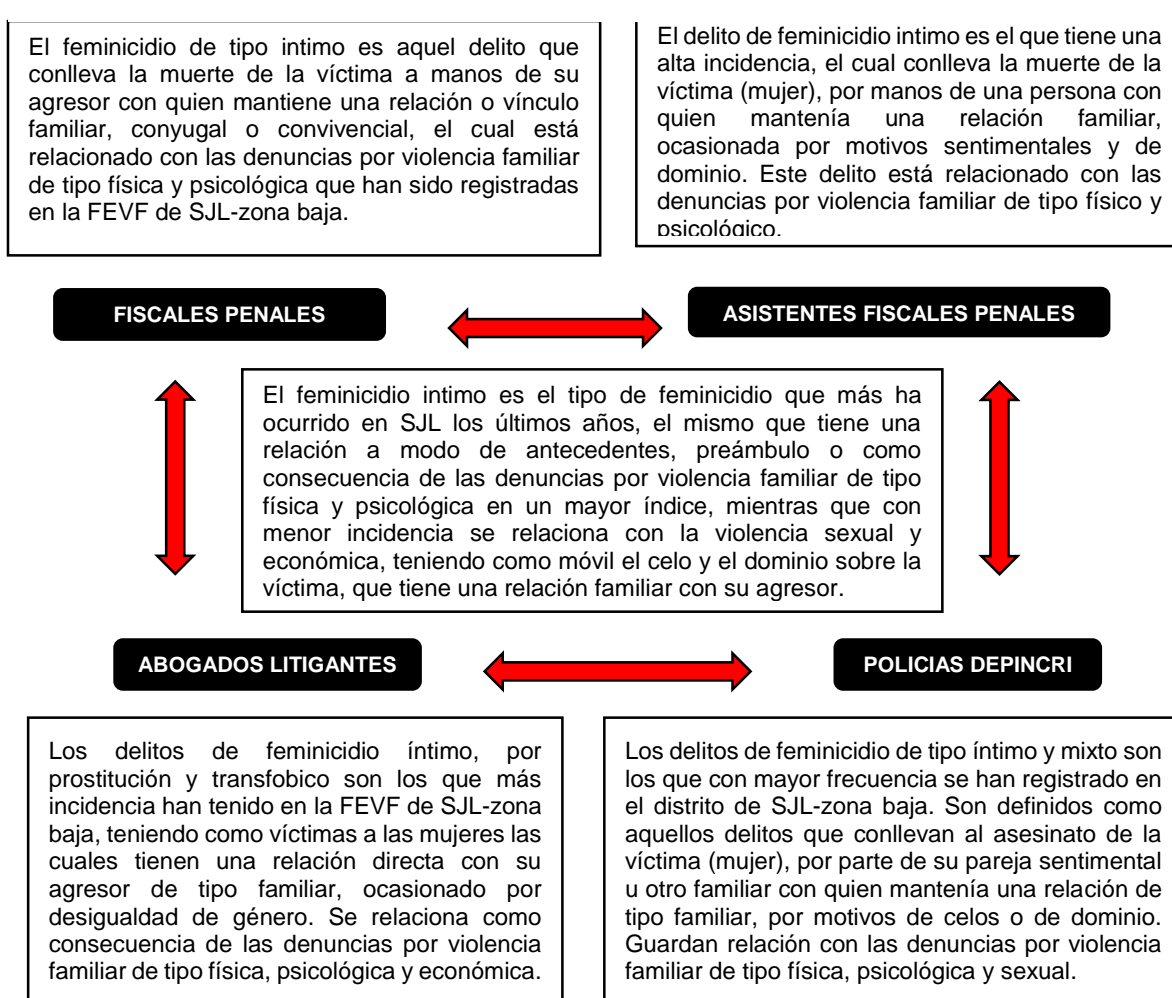 El feminicidio de tipo intimo es aquel delito que
conlleva la muerte de la víctima a manos de su
agresor con quien mantiene una relación o vínculo
familiar, conyugal o convivencial, el cual está
relacionado con las denuncias por violencia familiar
de tipo física y psicológica que han sido registradas
en la FEVF de SJL-zona baja.
El delito de feminicidio intimo es el que tiene una
alta incidencia, el cual conlleva la muerte de la
víctima (mujer), por manos de una persona con
quien mantenía una relación familiar,
ocasionada por motivos sentimentales y de
dominio. Este delito está relacionado con las
denuncias por violencia familiar de tipo físico y
psicológico.
FISCALES PENALES
ASISTENTES FISCALES PENALES
El feminicidio intimo es el tipo de feminicidio que más ha
ocurrido en SJL los últimos años, el mismo que tiene una
relación a modo de antecedentes, preámbulo o como
consecuencia de las denuncias por violencia familiar de tipo
física y psicológica en un mayor índice, mientras que con
menor incidencia se relaciona con la violencia sexual y
económica, teniendo como móvil el celo y el dominio sobre la
víctima, que tiene una relación familiar con su agresor.
ABOGADOS LITIGANTES
POLICIAS DEPINCRI
Los delitos de feminicidio íntimo, por
prostitución y transfobico son los que más
incidencia han tenido en la FEVF de SJL-zona
baja, teniendo como víctimas a las mujeres las
cuales tienen una relación directa con su
agresor de tipo familiar, ocasionado por
desigualdad de género. Se relaciona como
consecuencia de las denuncias por violencia
familiar de tipo física, psicológica y económica.
Los delitos de feminicidio de tipo íntimo y mixto son
los que con mayor frecuencia se han registrado en
el distrito de SJL-zona baja. Son definidos como
aquellos delitos que conllevan al asesinato de la
víctima (mujer), por parte de su pareja sentimental
u otro familiar con quien mantenía una relación de
tipo familiar, por motivos de celos o de dominio.
Guardan relación con las denuncias por violencia
familiar de tipo física, psicológica y sexual.